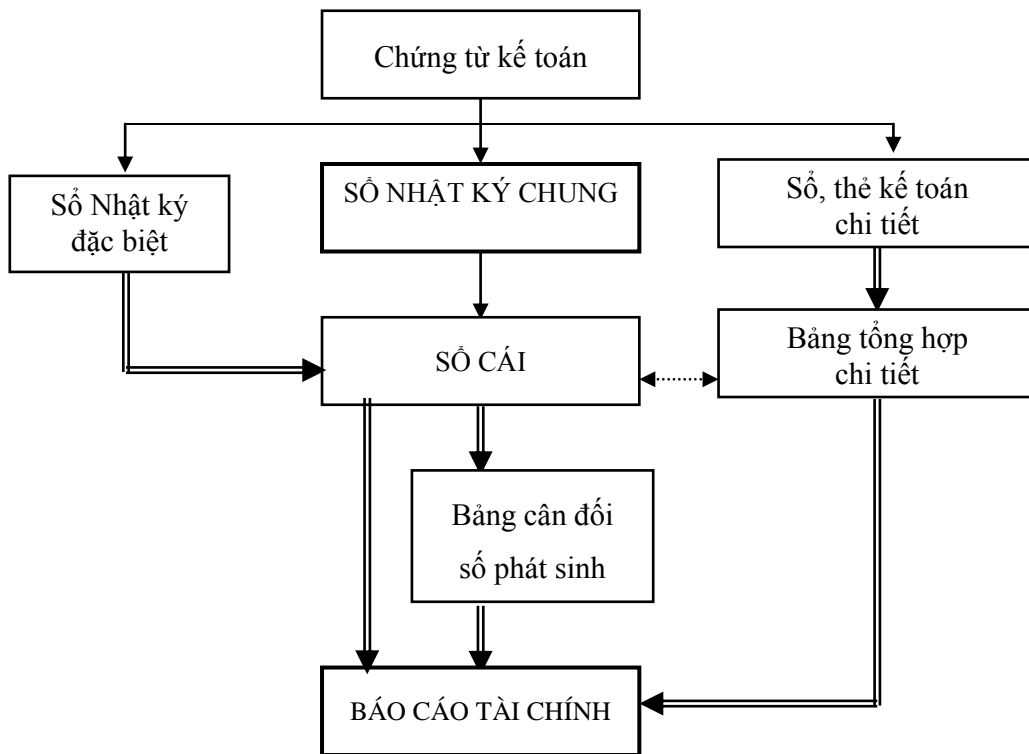 Chứng từ kế toán
Sổ Nhật ký
đặc biệt
SỔ NHẬT KÝ CHUNG
Sổ, thẻ kế toán
chi tiết
SỔ CÁI
Bảng tổng hợp
chi tiết
Bảng cân đối
số phát sinh
BÁO CÁO TÀI CHÍNH